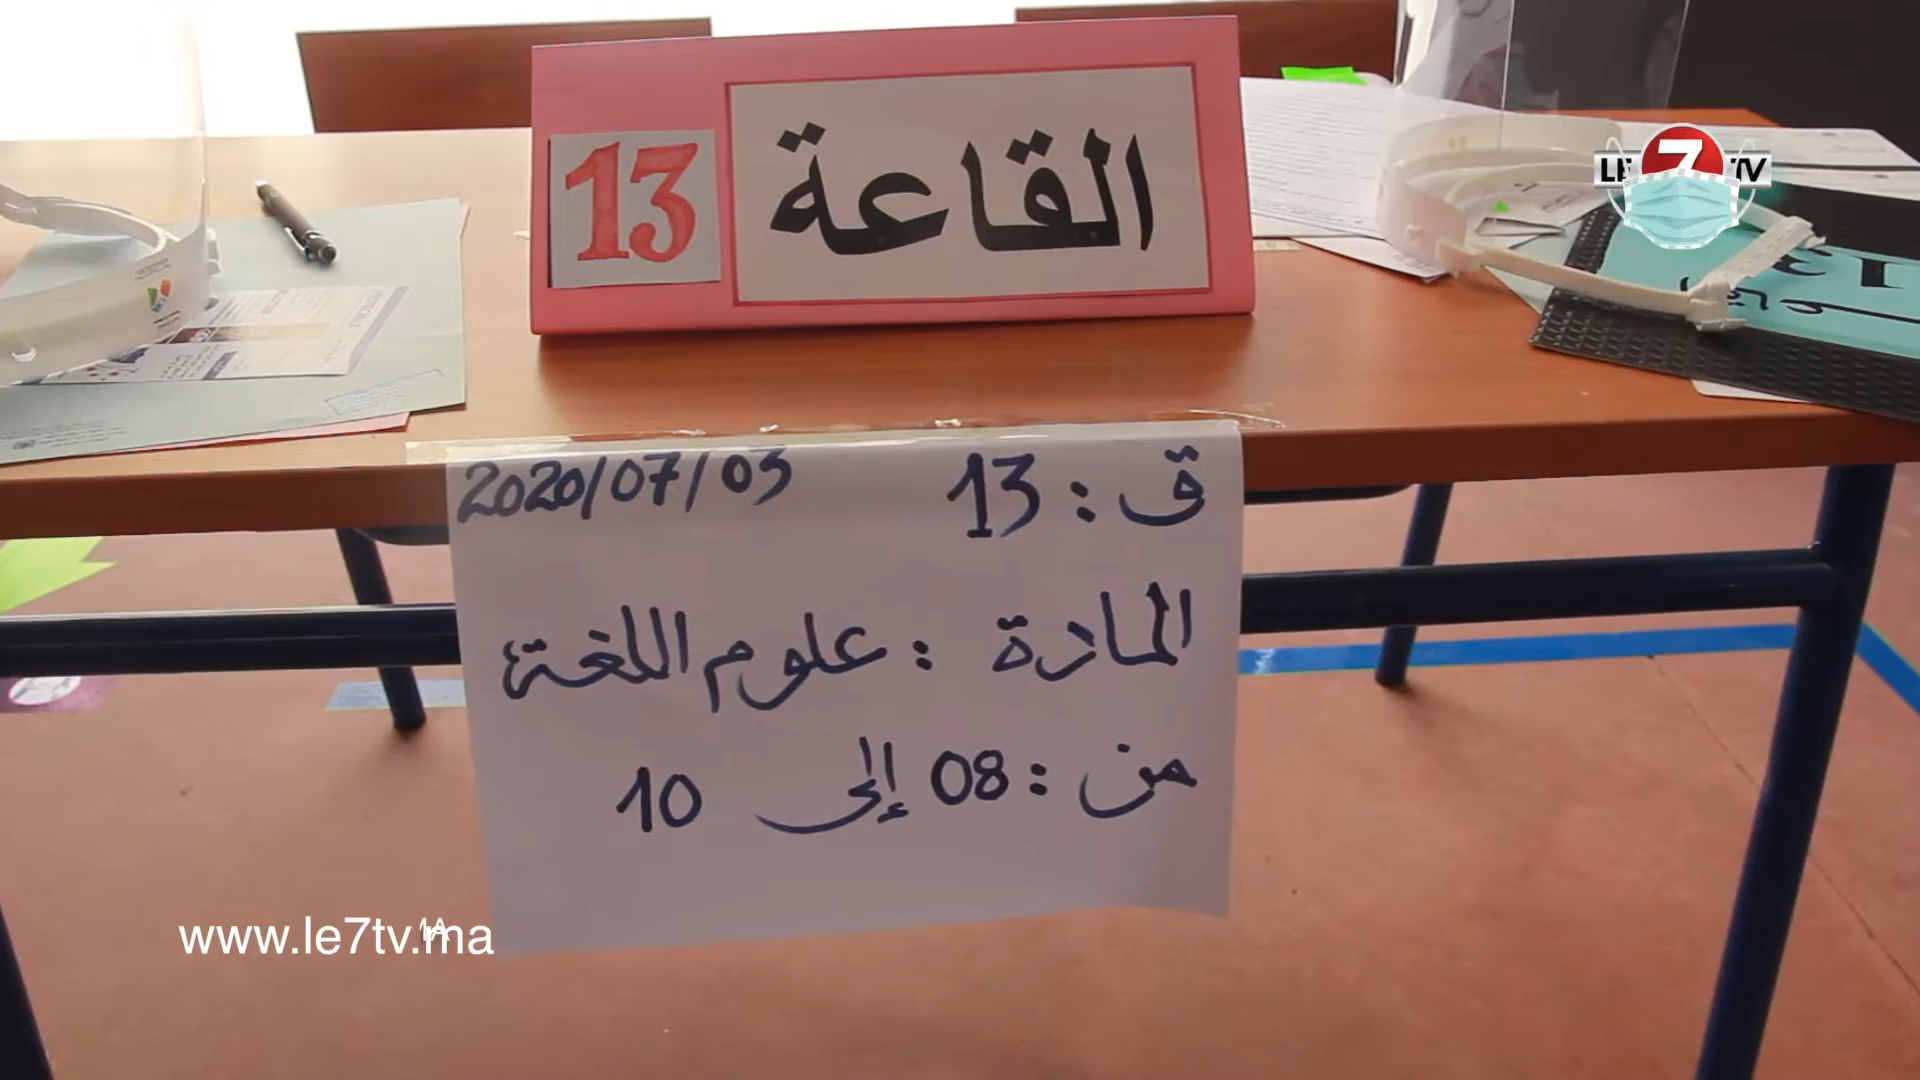 القاعة 13
LE 7 TV
ق : 13 2020/07/03
المادة : علوم اللغة
من : 08 إلى 10
www.le7tv.ma